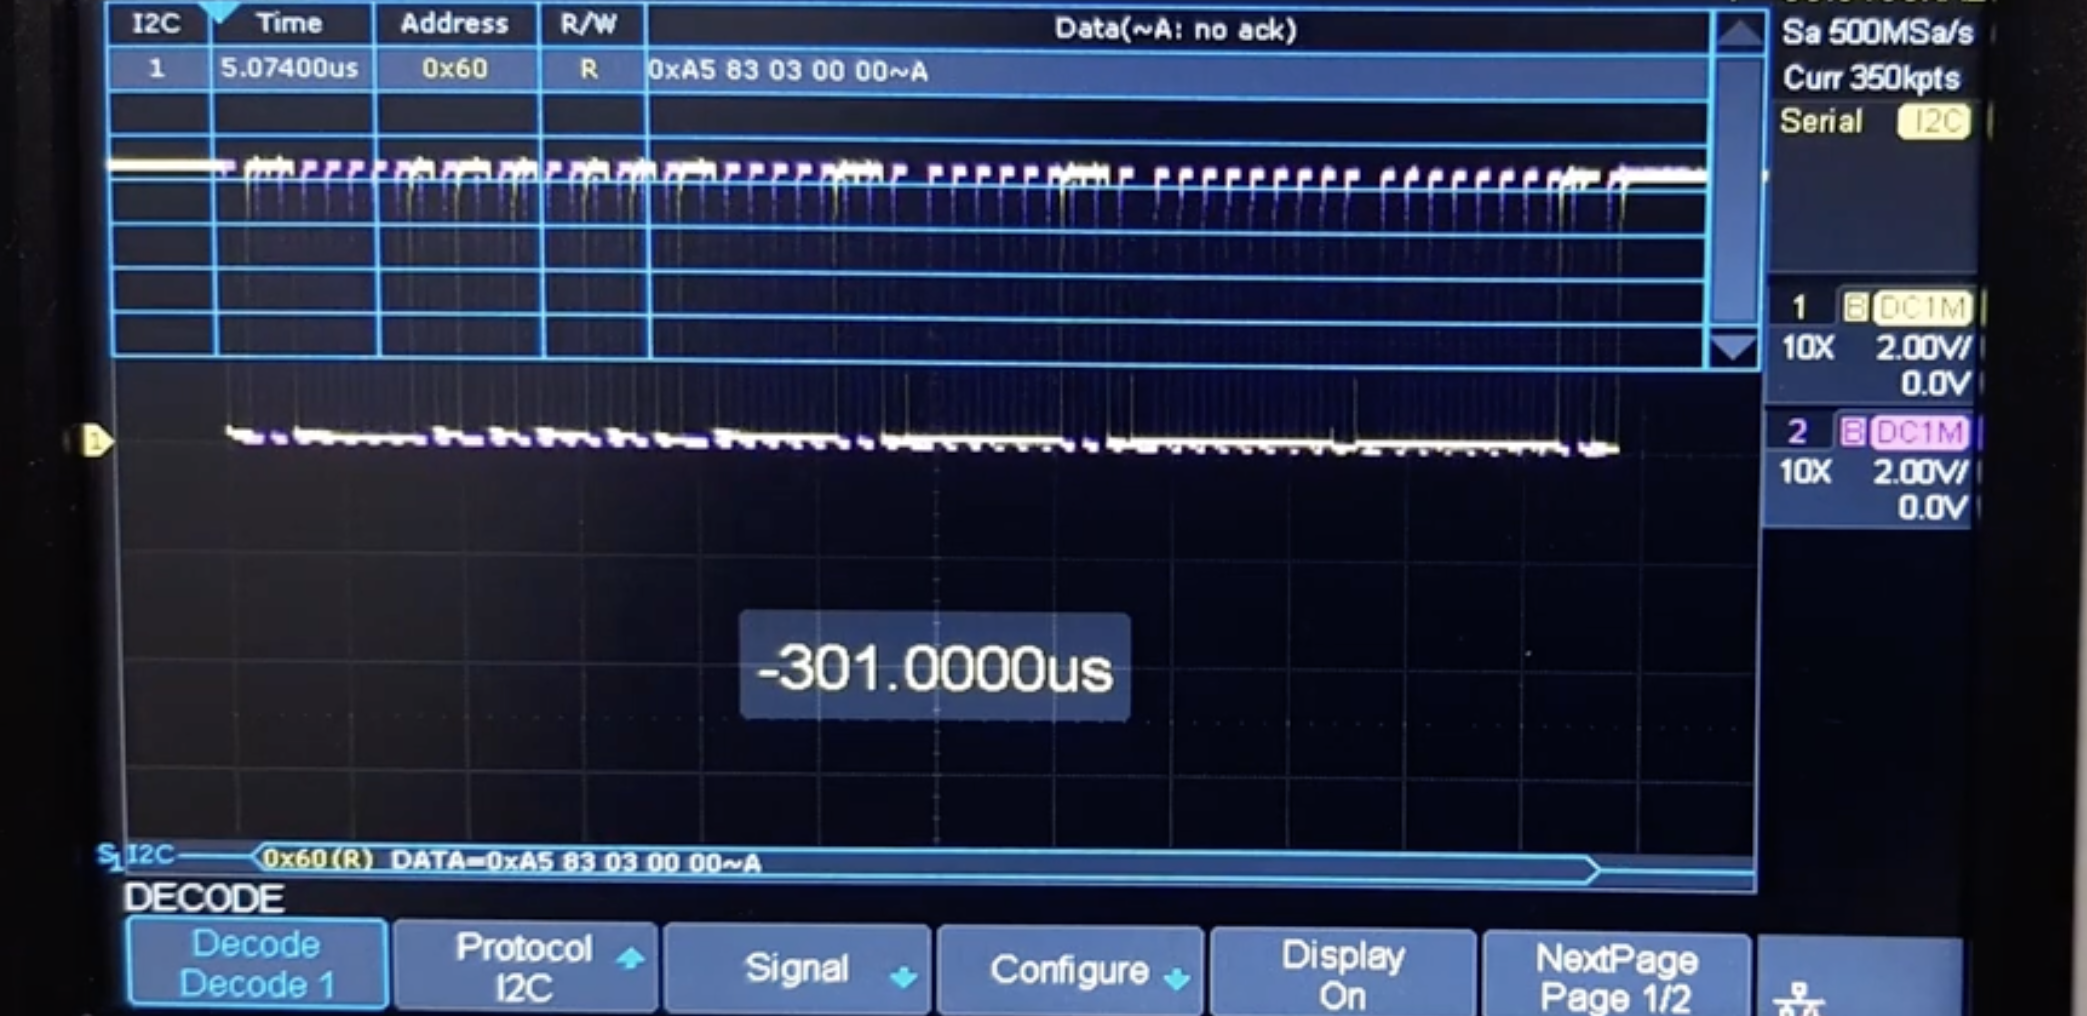 I2C Time Address R/W Data(~A: no ack)
1 5.07400us 0x60 R 0xA5 83 03 00 00~A
Sa 500MSa/s
Curr 350kpts
Serial I2C
1 B DC1M
10X 2.00V/
0.0V
2 B DC1M
10X 2.00V/
0.0V
1
-301.0000us
S1 I2C 0x60(R) DATA=0xA5 83 03 00 00~A
DECODE
Decode
Decode 1
Protocol
I2C
Signal
Configure
Display
On
NextPage
Page 1/2